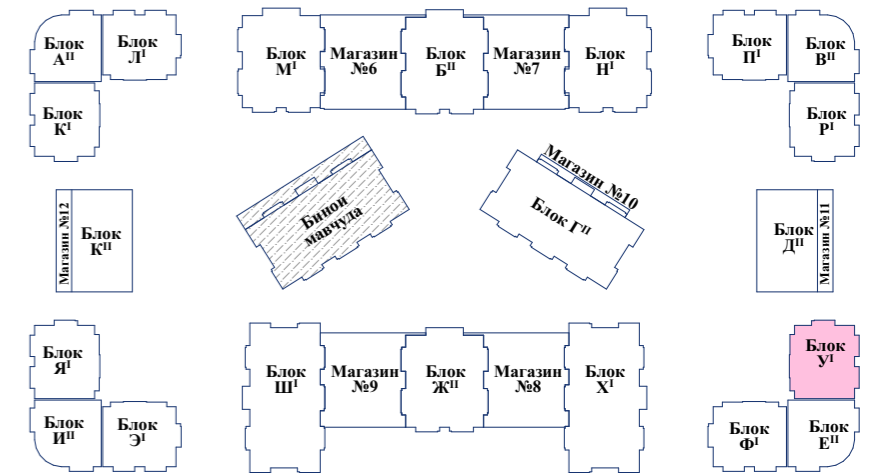 Блок
Aᴵᴵ
Блок
Лᴵ
Блок
Мᴵ
Магазин
№6
Блок
Бᴵᴵ
Магазин
№7
Блок
Нᴵ
Блок
Пᴵ
Блок
Вᴵᴵ
Блок
Кᴵ
Блок
Рᴵ
Магазин №12
Блок
Кᴵᴵ
Бинои
мавчуда
Магазин №10
Блок Гᴵᴵ
Блок
Дᴵᴵ
Магазин №11
Блок
Яᴵ
Блок
Шᴵ
Магазин
№9
Блок
Жᴵᴵ
Магазин
№8
Блок
Хᴵ
Блок
Уᴵ
Блок
Иᴵᴵ
Блок
Эᴵ
Блок
Фᴵ
Блок
Еᴵᴵ